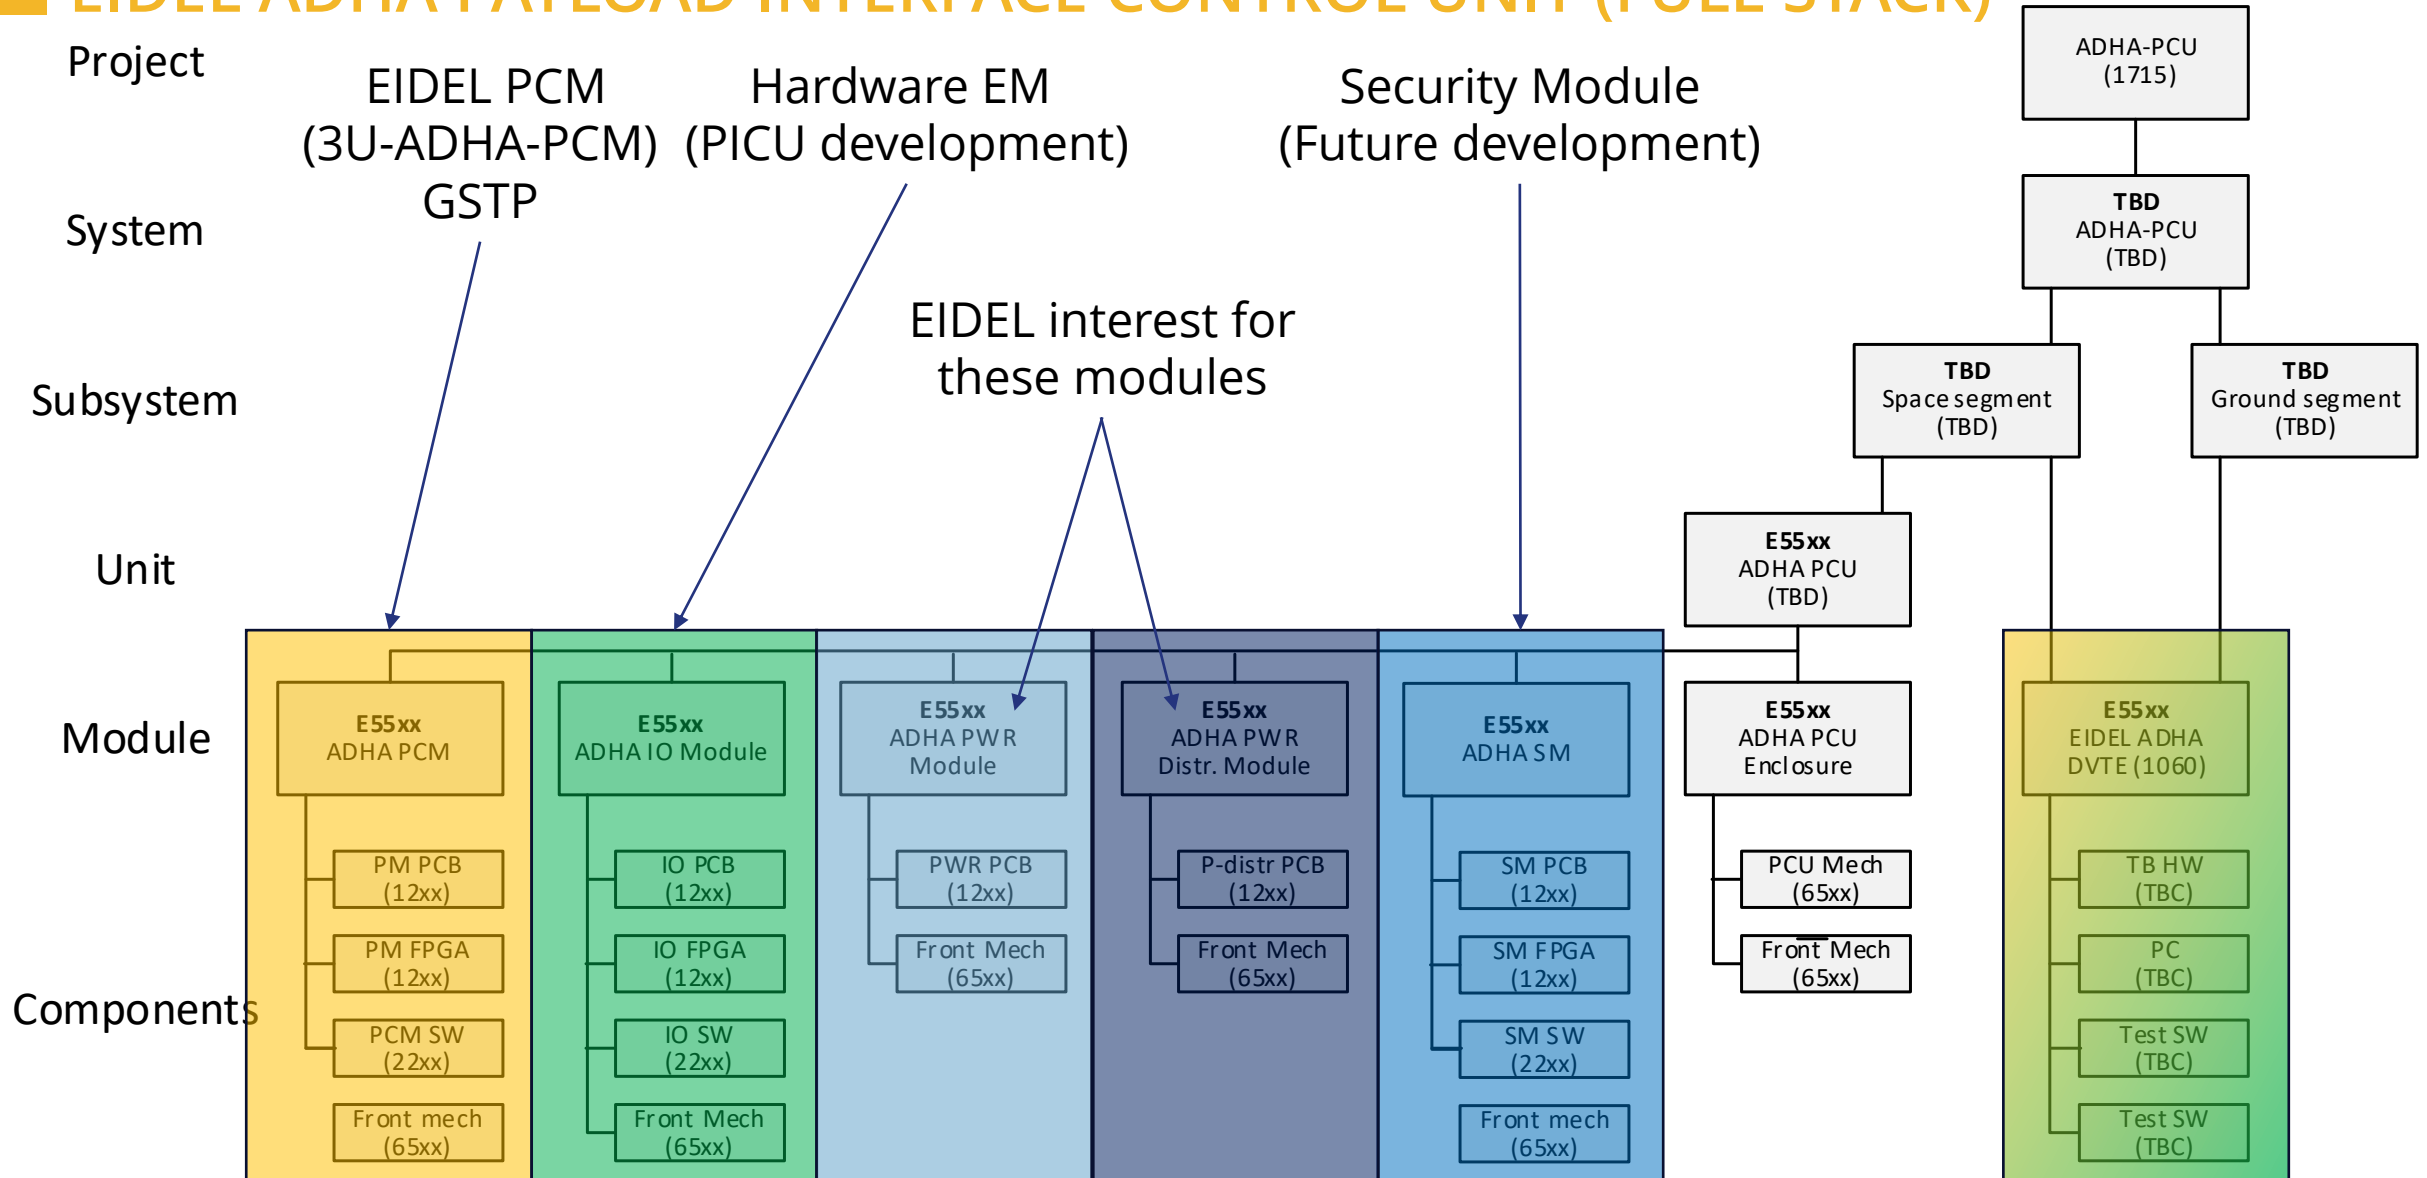 EIDEL ADHA PAYLOAD INTERFACE CONTROL UNIT (FULL STACK)
Project
System
Subsystem
Unit
Module
Components
EIDEL PCM
(3U-ADHA-PCM)
GSTP
Hardware EM
(PICU development)
EIDEL interest for
these modules
Security Module
(Future development)
ADHA-PCU
(1715)
TBD
ADHA-PCU
(TBD)
TBD
Space segment
(TBD)
TBD
Ground segment
(TBD)
E55xx
ADHA PCU
(TBD)
E55xx
ADHA PCM
PM PCB
(12xx)
PM FPGA
(12xx)
PCM SW
(22xx)
Front mech
(65xx)
E55xx
ADHA IO Module
IO PCB
(12xx)
IO FPGA
(12xx)
IO SW
(22xx)
Front Mech
(65xx)
E55xx
ADHA PWR
Module
PWR PCB
(12xx)
Front Mech
(65xx)
E55xx
ADHA PWR
Distr. Module
P-distr PCB
(12xx)
Front Mech
(65xx)
E55xx
ADHA SM
SM PCB
(12xx)
SM FPGA
(12xx)
SM SW
(22xx)
Front mech
(65xx)
E55xx
ADHA PCU
Enclosure
PCU Mech
(65xx)
Front Mech
(65xx)
E55xx
EIDEL ADHA
DVTE (1060)
TB HW
(TBC)
PC
(TBC)
Test SW
(TBC)
Test SW
(TBC)